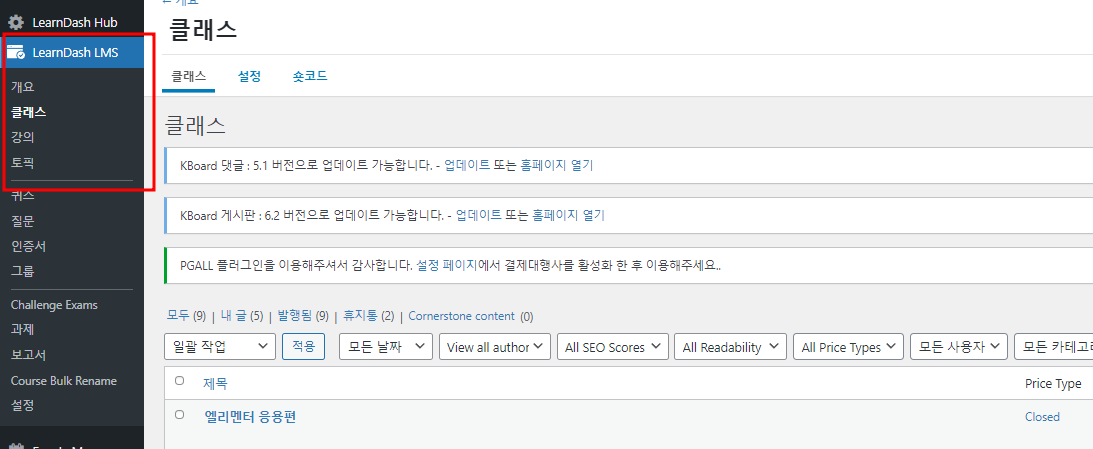 ← 개요
LearnDash Hub
LearnDash LMS
개요
클래스
강의
토픽
퀴즈
질문
인증서
그룹
Challenge Exams
과제
보고서
Course Bulk Rename
설정
클래스
클래스 설정 숏코드
클래스
KBoard 댓글 : 5.1 버전으로 업데이트 가능합니다. - 업데이트 또는 홈페이지 열기
KBoard 게시판 : 6.2 버전으로 업데이트 가능합니다. - 업데이트 또는 홈페이지 열기
PGALL 플러그인을 이용해주셔서 감사합니다. 설정 페이지에서 결제대행사를 활성화 한 후 이용해주세요..
모두 (9) | 내 글 (5) | 발행됨 (9) | 휴지통 (2) | Cornerstone content (0)
일괄 작업 적용 모든 날짜 View all author All SEO Scores All Readability All Price Types 모든 사용자 모든 카테고리
제목 Price Type
엘리멘터 응용편 Closed